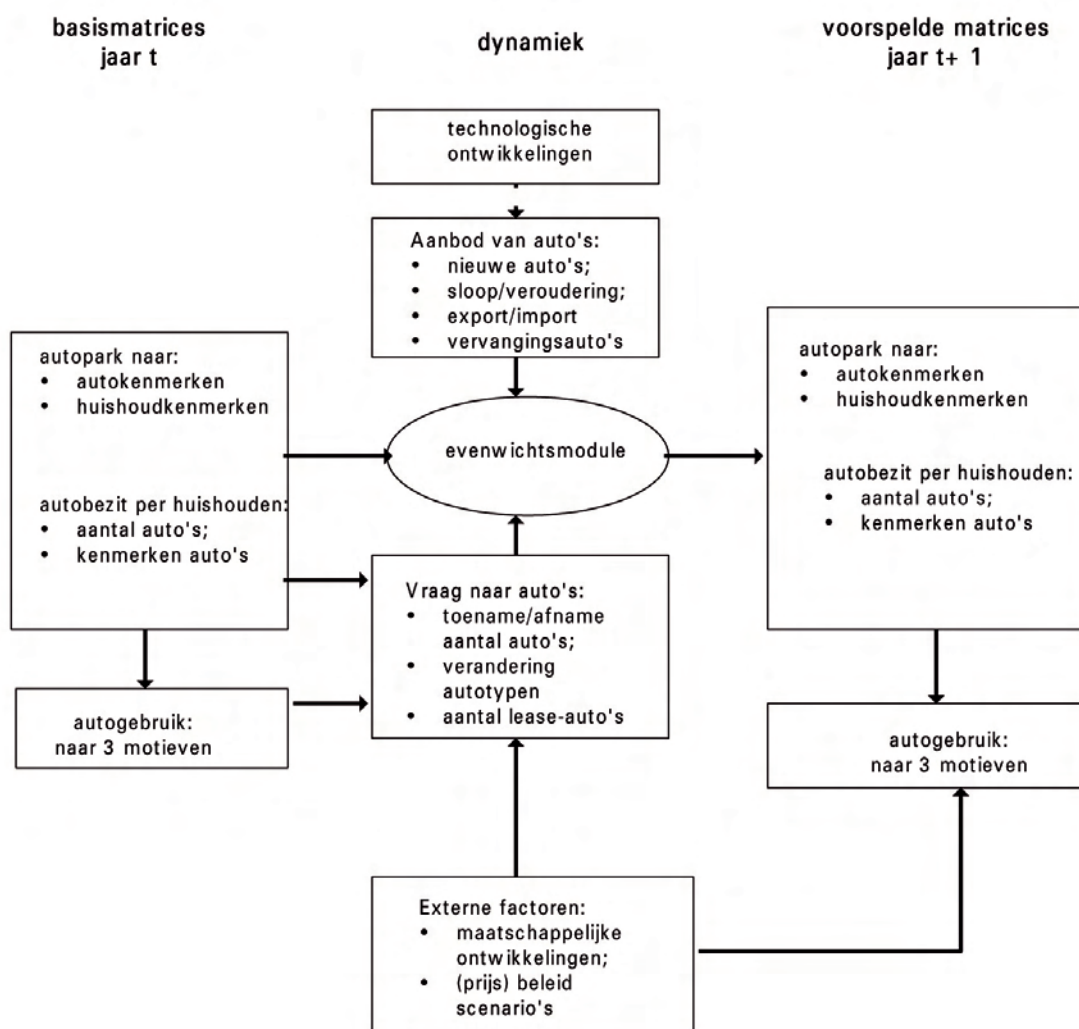 basismatrices
jaar t
dynamiek
voorspelde matrices
jaar t+ 1
technologische
ontwikkelingen
Aanbod van auto's:
• nieuwe auto's;
• sloop/veroudering;
• export/import
• vervangingsauto's
autopark naar:
• autokenmerken
• huishoudkenmerken
autobezit per huishouden:
• aantal auto's;
• kenmerken auto's
evenwichtsmodule
autopark naar:
• autokenmerken
• huishoudkenmerken
autobezit per huishouden:
• aantal auto's;
• kenmerken auto's
Vraag naar auto's:
• toename/afname
aantal auto's;
• verandering
autotypen
• aantal lease-auto's
autogebruik:
naar 3 motieven
autogebruik:
naar 3 motieven
Externe factoren:
• maatschappelijke
ontwikkelingen;
• (prijs) beleid
scenario's